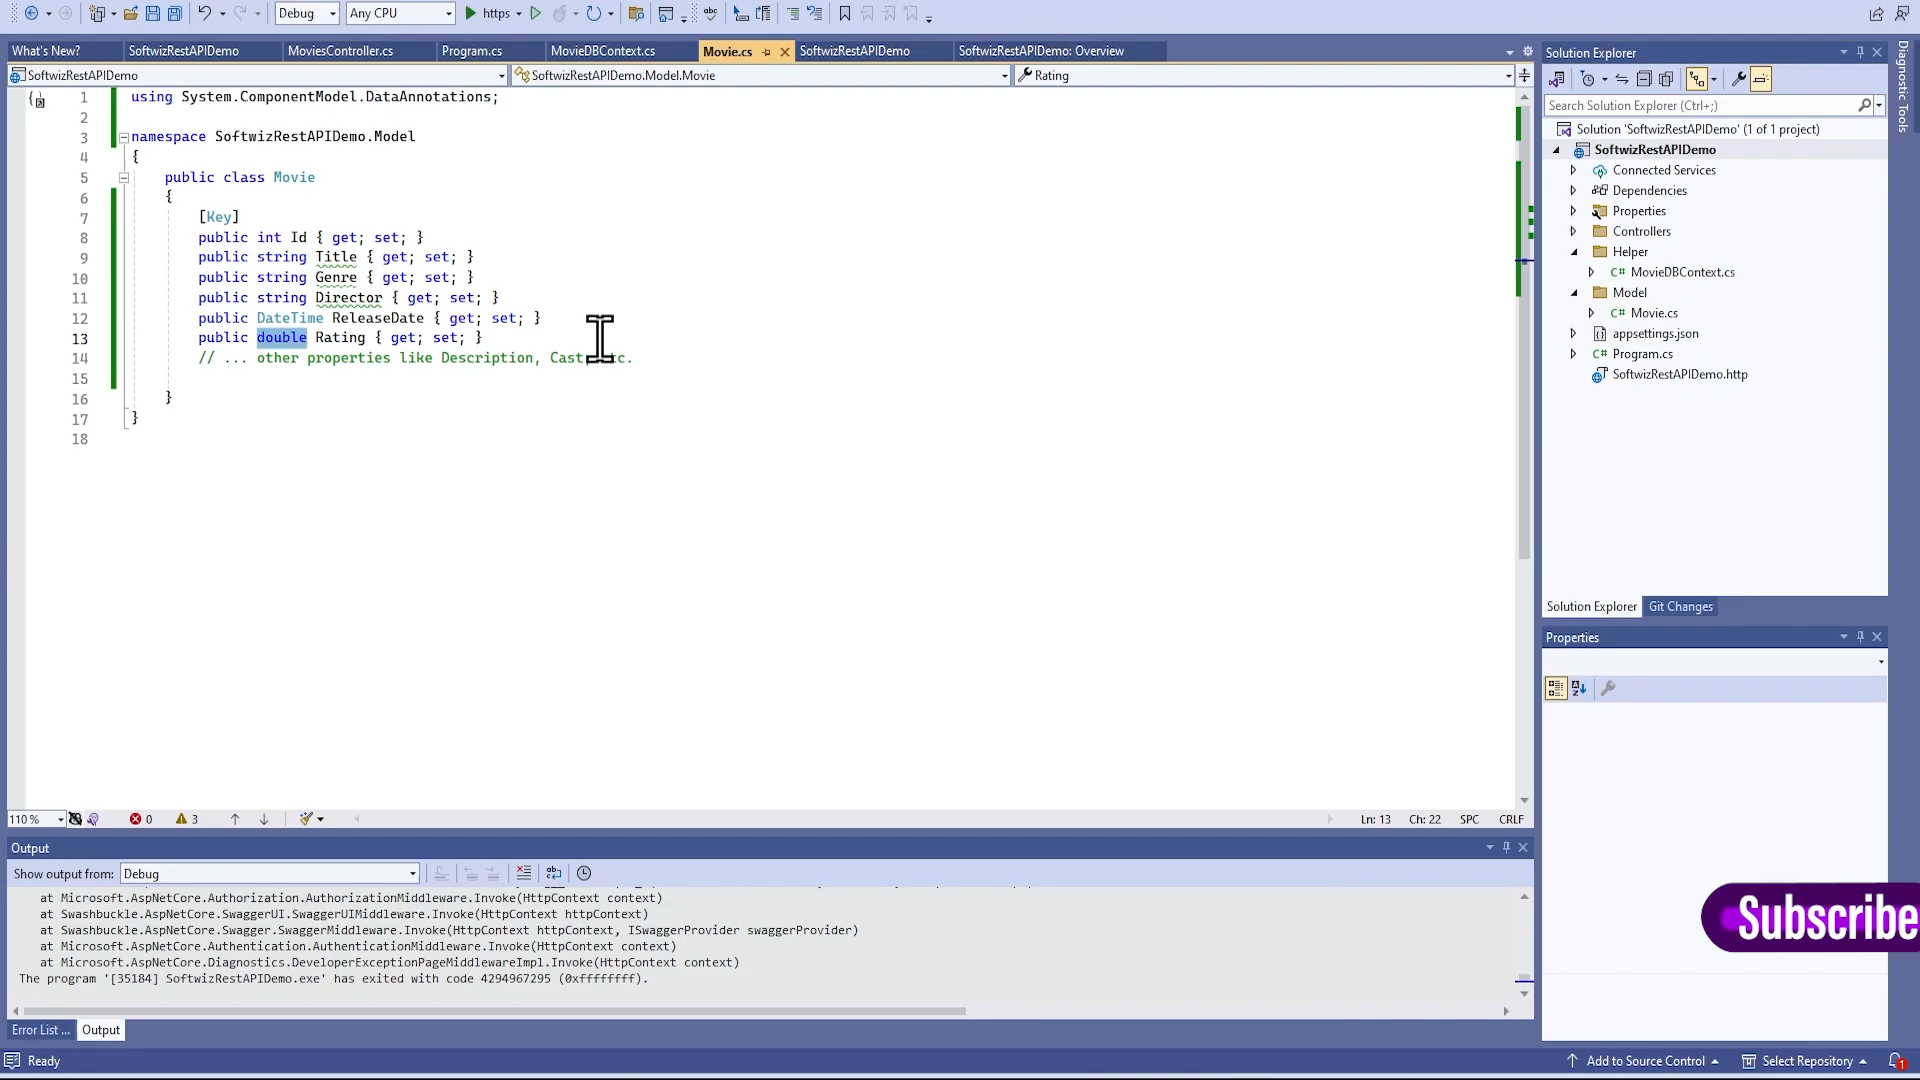 Debug
Any CPU
https
What's New?
SoftwizRestAPIDemo
MoviesController.cs
Program.cs
MovieDBContext.cs
Movie.cs
SoftwizRestAPIDemo
SoftwizRestAPIDemo: Overview
SoftwizRestAPIDemo
SoftwizRestAPIDemo.Model.Movie
Rating
1 using System.ComponentModel.DataAnnotations;
2
3 namespace SoftwizRestAPIDemo.Model
4 {
5 public class Movie
6 {
7 [Key]
8 public int Id { get; set; }
9 public string Title { get; set; }
10 public string Genre { get; set; }
11 public string Director { get; set; }
12 public DateTime ReleaseDate { get; set; }
13 public double Rating { get; set; }
14 // ... other properties like Description, Cast
15
16 }
17 }
18
110 %
0
3
Ln: 13
Ch: 22
SPC
CRLF
Output
Show output from: Debug
at Microsoft.AspNetCore.Authorization.AuthorizationMiddleware.Invoke(HttpContext context)
at Swashbuckle.AspNetCore.SwaggerUI.SwaggerUIMiddleware.Invoke(HttpContext httpContext)
at Swashbuckle.AspNetCore.Swagger.SwaggerMiddleware.Invoke(HttpContext httpContext, ISwaggerProvider swaggerProvider)
at Microsoft.AspNetCore.Authentication.AuthenticationMiddleware.Invoke(HttpContext context)
at Microsoft.AspNetCore.Diagnostics.DeveloperExceptionPageMiddlewareImpl.Invoke(HttpContext context)
The program '[35184] SoftwizRestAPIDemo.exe' has exited with code 4294967295 (0xffffffff).
Error List ...
Output
Ready
Solution Explorer
Search Solution Explorer (Ctrl+;)
Solution 'SoftwizRestAPIDemo' (1 of 1 project)
SoftwizRestAPIDemo
Connected Services
Dependencies
Properties
Controllers
Helper
C# MovieDBContext.cs
Model
C# Movie.cs
appsettings.json
C# Program.cs
SoftwizRestAPIDemo.http
Solution Explorer
Git Changes
Properties
Diagnostic Tools
Subscribe
Add to Source Control
Select Repository
1